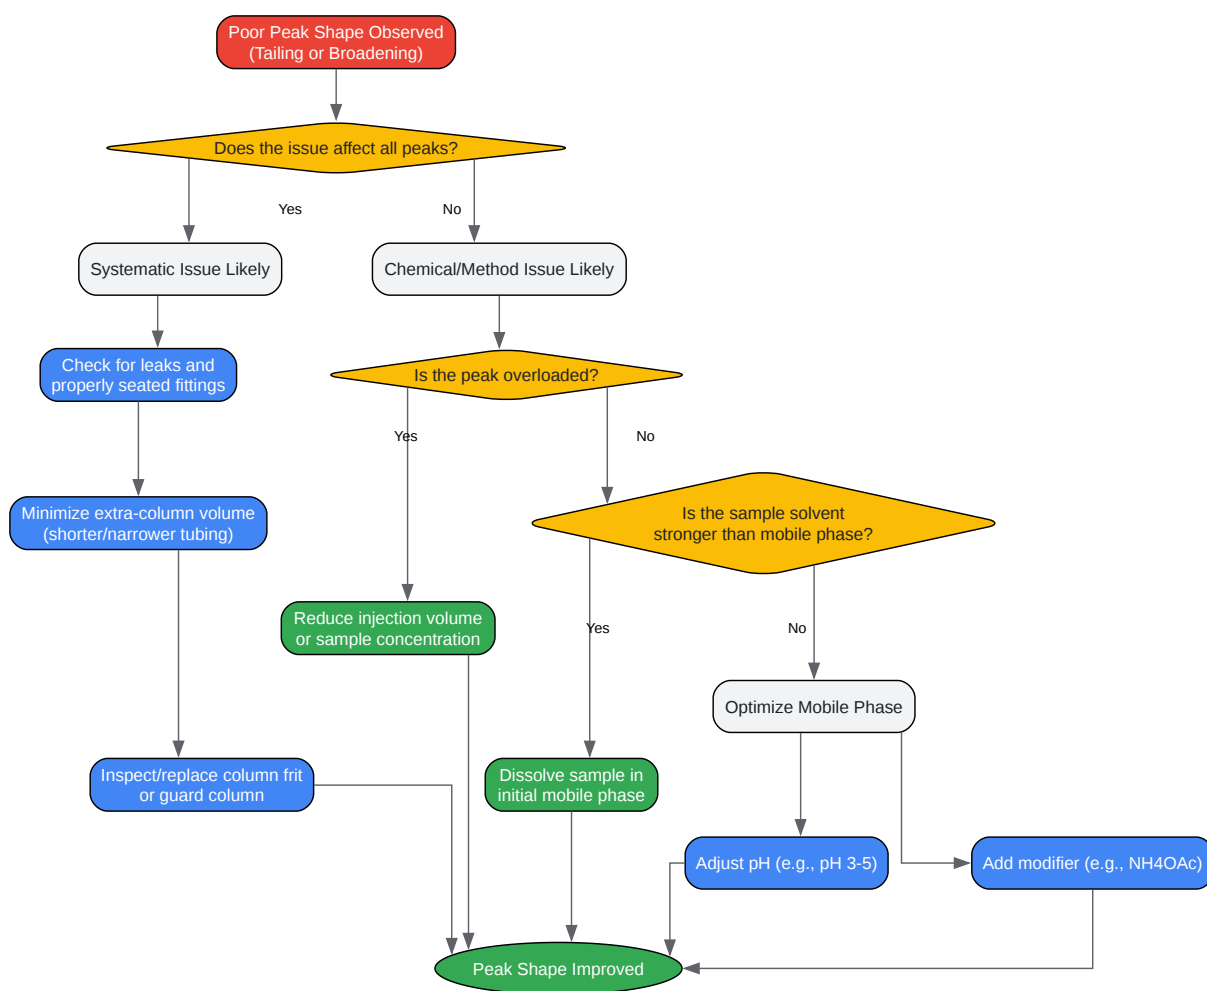 Poor Peak Shape Observed
(Tailing or Broadening)
Does the issue affect all peaks?
Yes
No
Systematic Issue Likely
Chemical/Method Issue Likely
Check for leaks and
properly seated fittings
Is the peak overloaded?
Yes
No
Minimize extra-column volume
(shorter/narrower tubing)
Is the sample solvent
stronger than mobile phase?
Reduce injection volume
or sample concentration
Yes
No
Optimize Mobile Phase
Inspect/replace column frit
or guard column
Dissolve sample in
initial mobile phase
Adjust pH (e.g., pH 3-5)
Add modifier (e.g., NH4OAc)
Peak Shape Improved